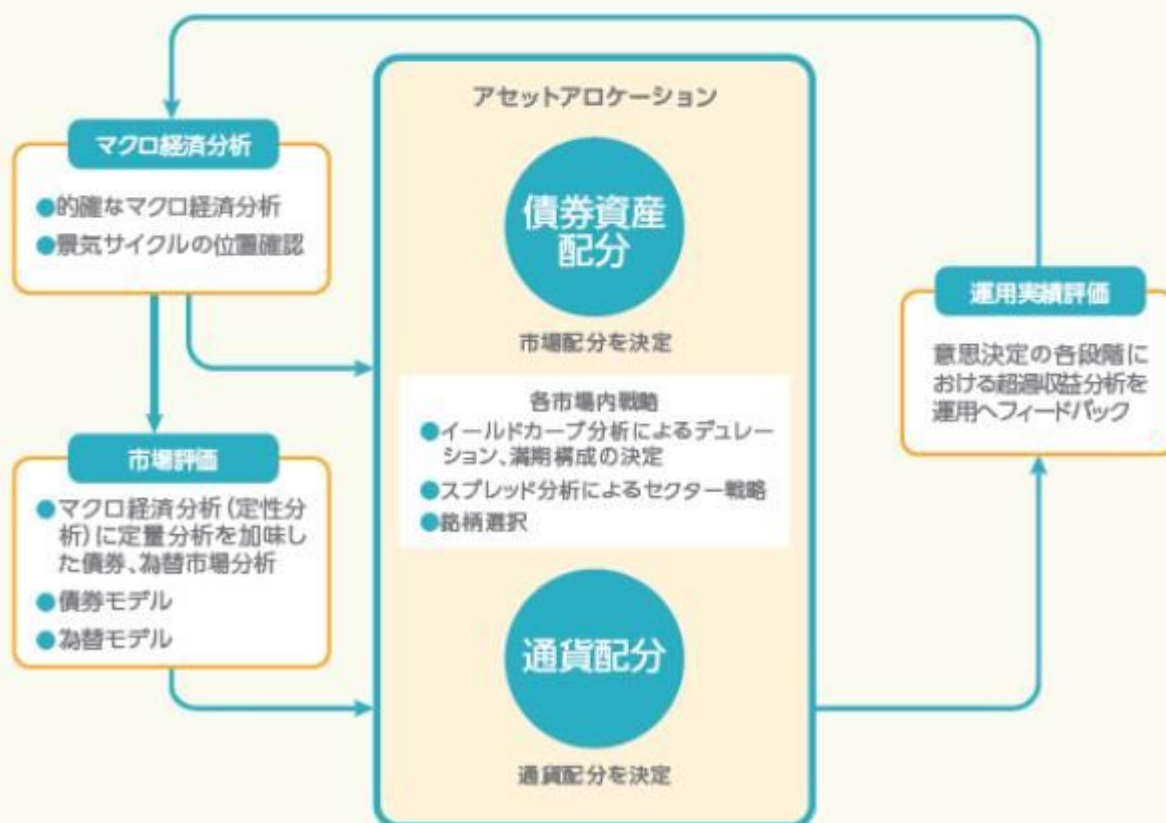 アセットアロケーション
マクロ経済分析
●的確なマクロ経済分析
●景気サイクルの位置確認
債券資産
配分
市場配分を決定
各市場内戦略
●イールドカーブ分析によるデュレー
ション、満期構成の決定
●スプレッド分析によるセクター戦略
●銘柄選択
市場評価
●マクロ経済分析(定性分
析)に定量分析を加味し
た債券、為替市場分析
●債券モデル
●為替モデル
通貨配分
通貨配分を決定
運用実績評価
意思決定の各段階に
おける超過収益分析を
運用へフィードバック